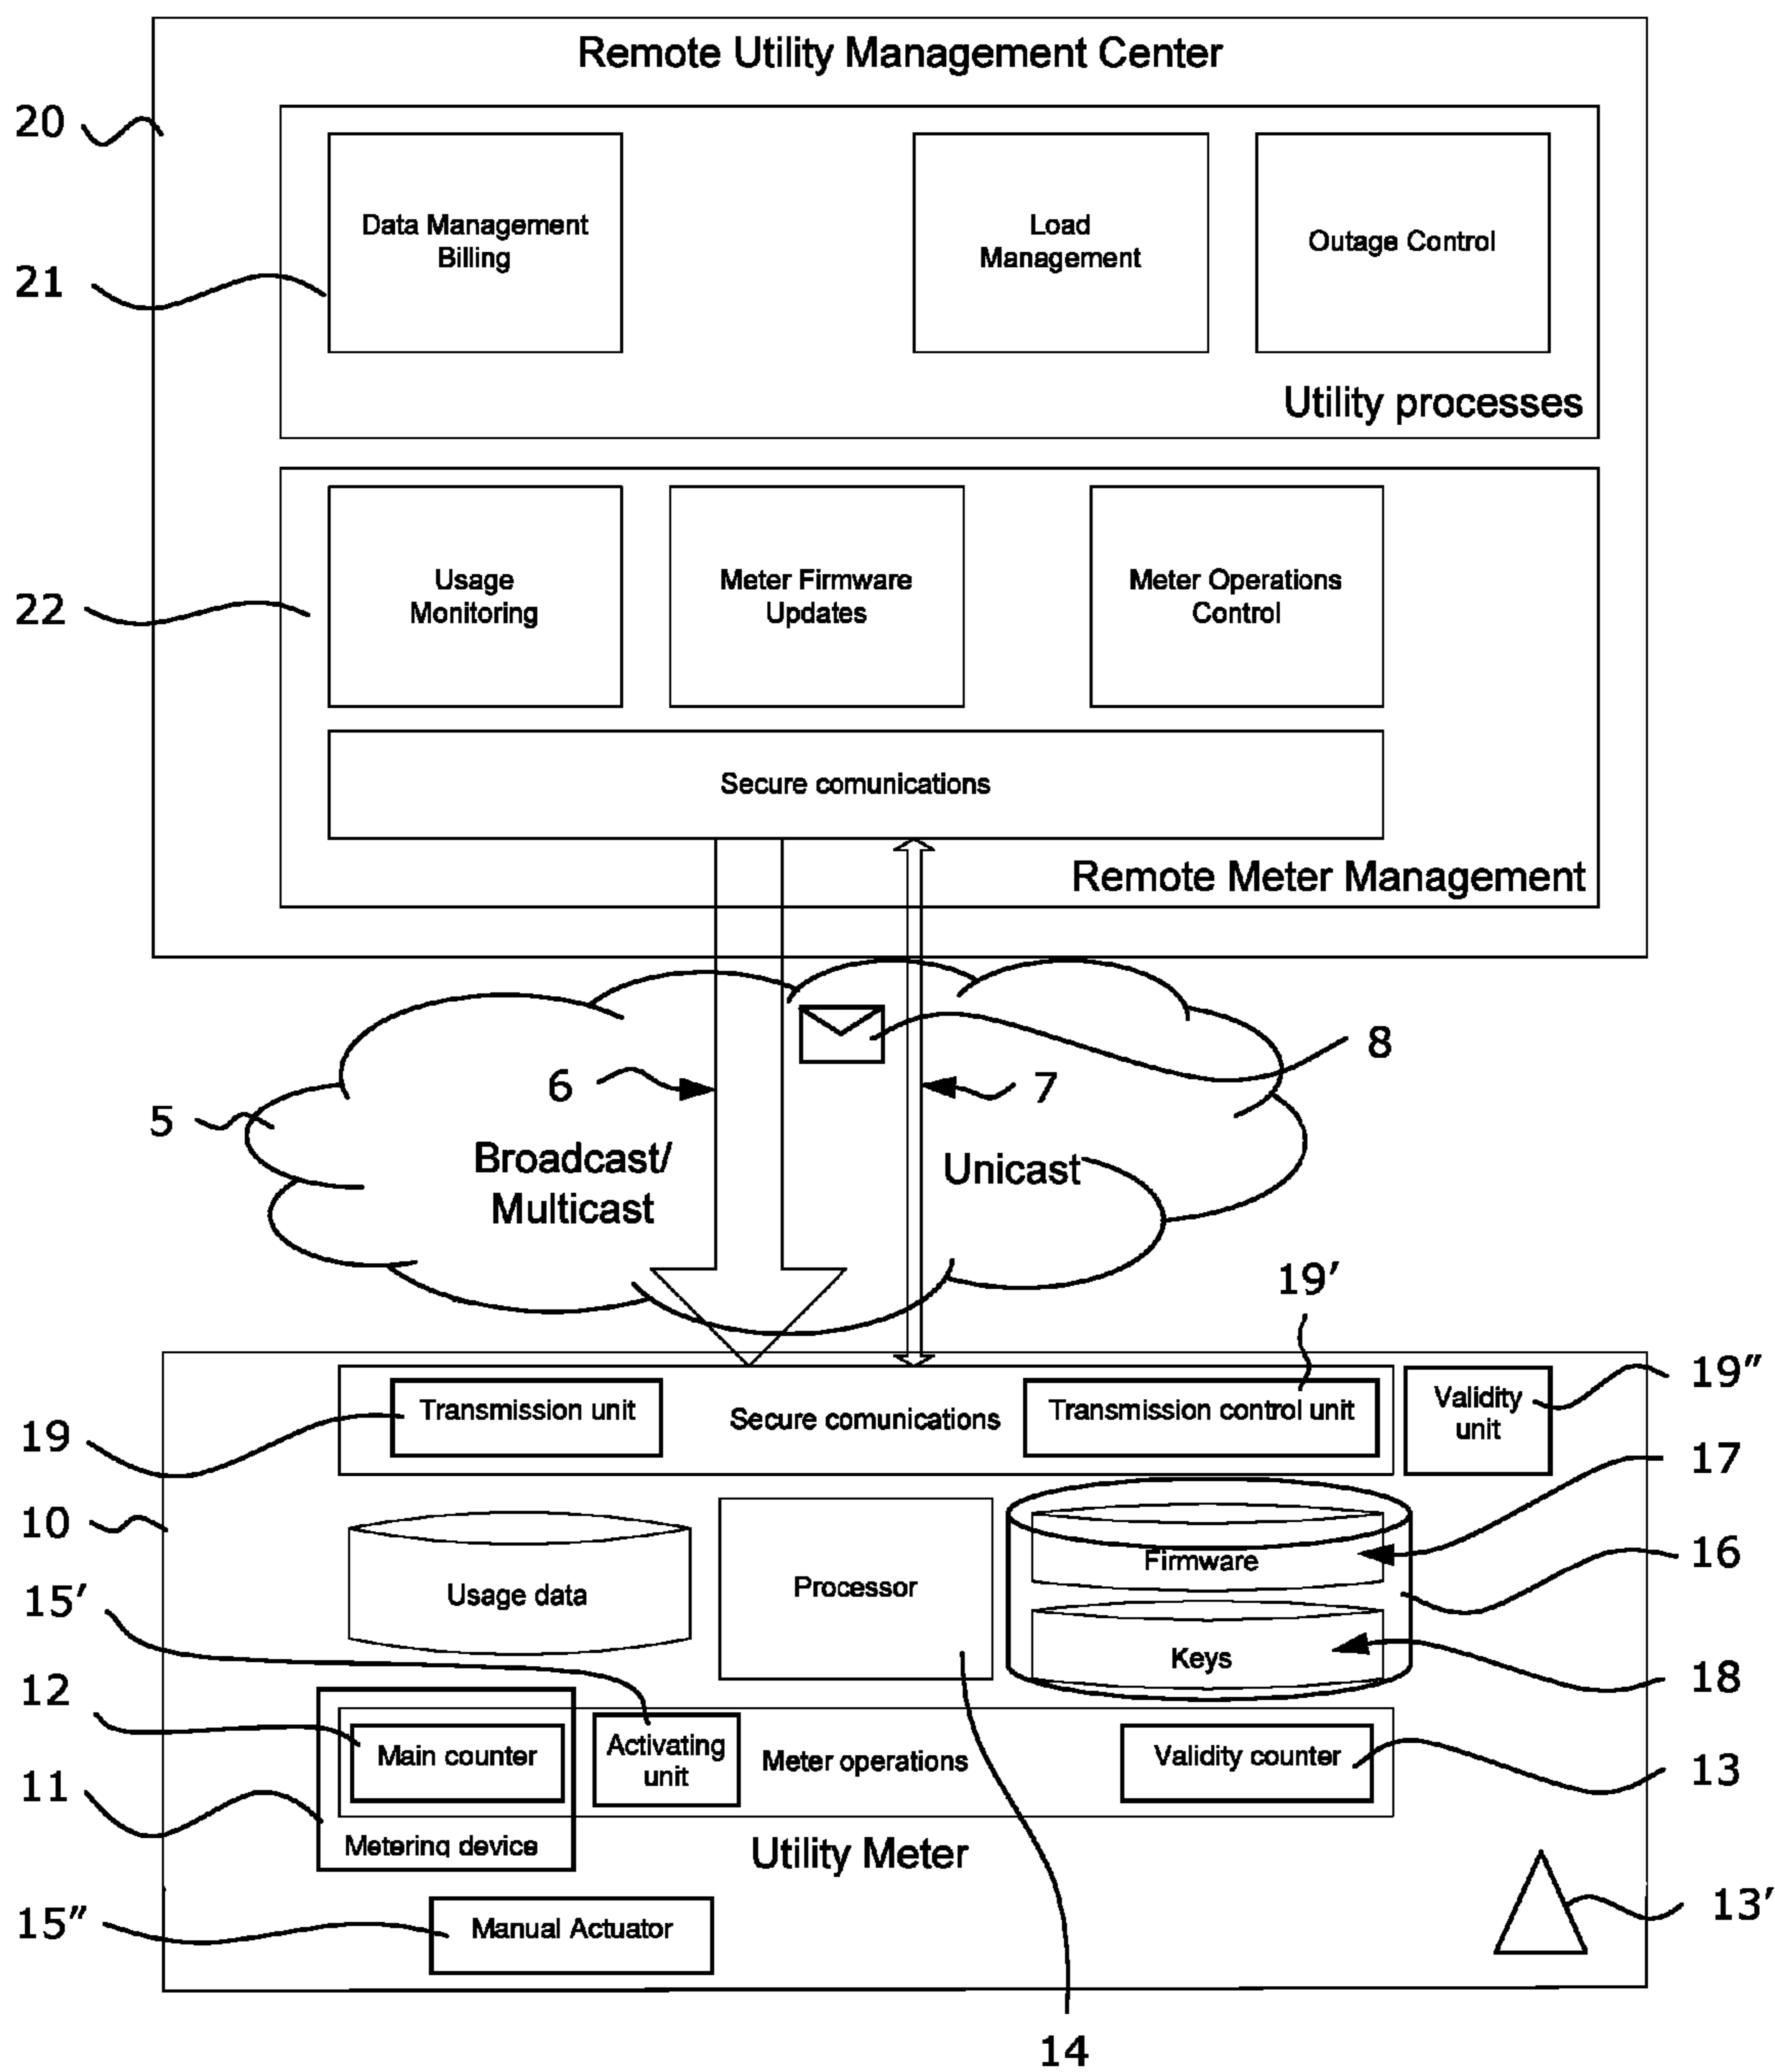 Remote Utility Management Center
20
Data Management
Billing
Load
Management
Outage Control
21
Utility processes
Usage
Monitoring
Meter Firmware
Updates
Meter Operations
Control
22
Secure comunications
Remote Meter Management
8
6
7
5
Broadcast/
Multicast
Unicast
19′
19″
Transmission unit
Secure comunications
Transmission control unit
Validity
unit
19
17
10
Firmware
16
Usage data
Processor
15′
Keys
18
12
Main counter
Activating
unit
Meter operations
Validity counter
13
11
Metering device
Utility Meter
15″
Manual Actuator
13′
14